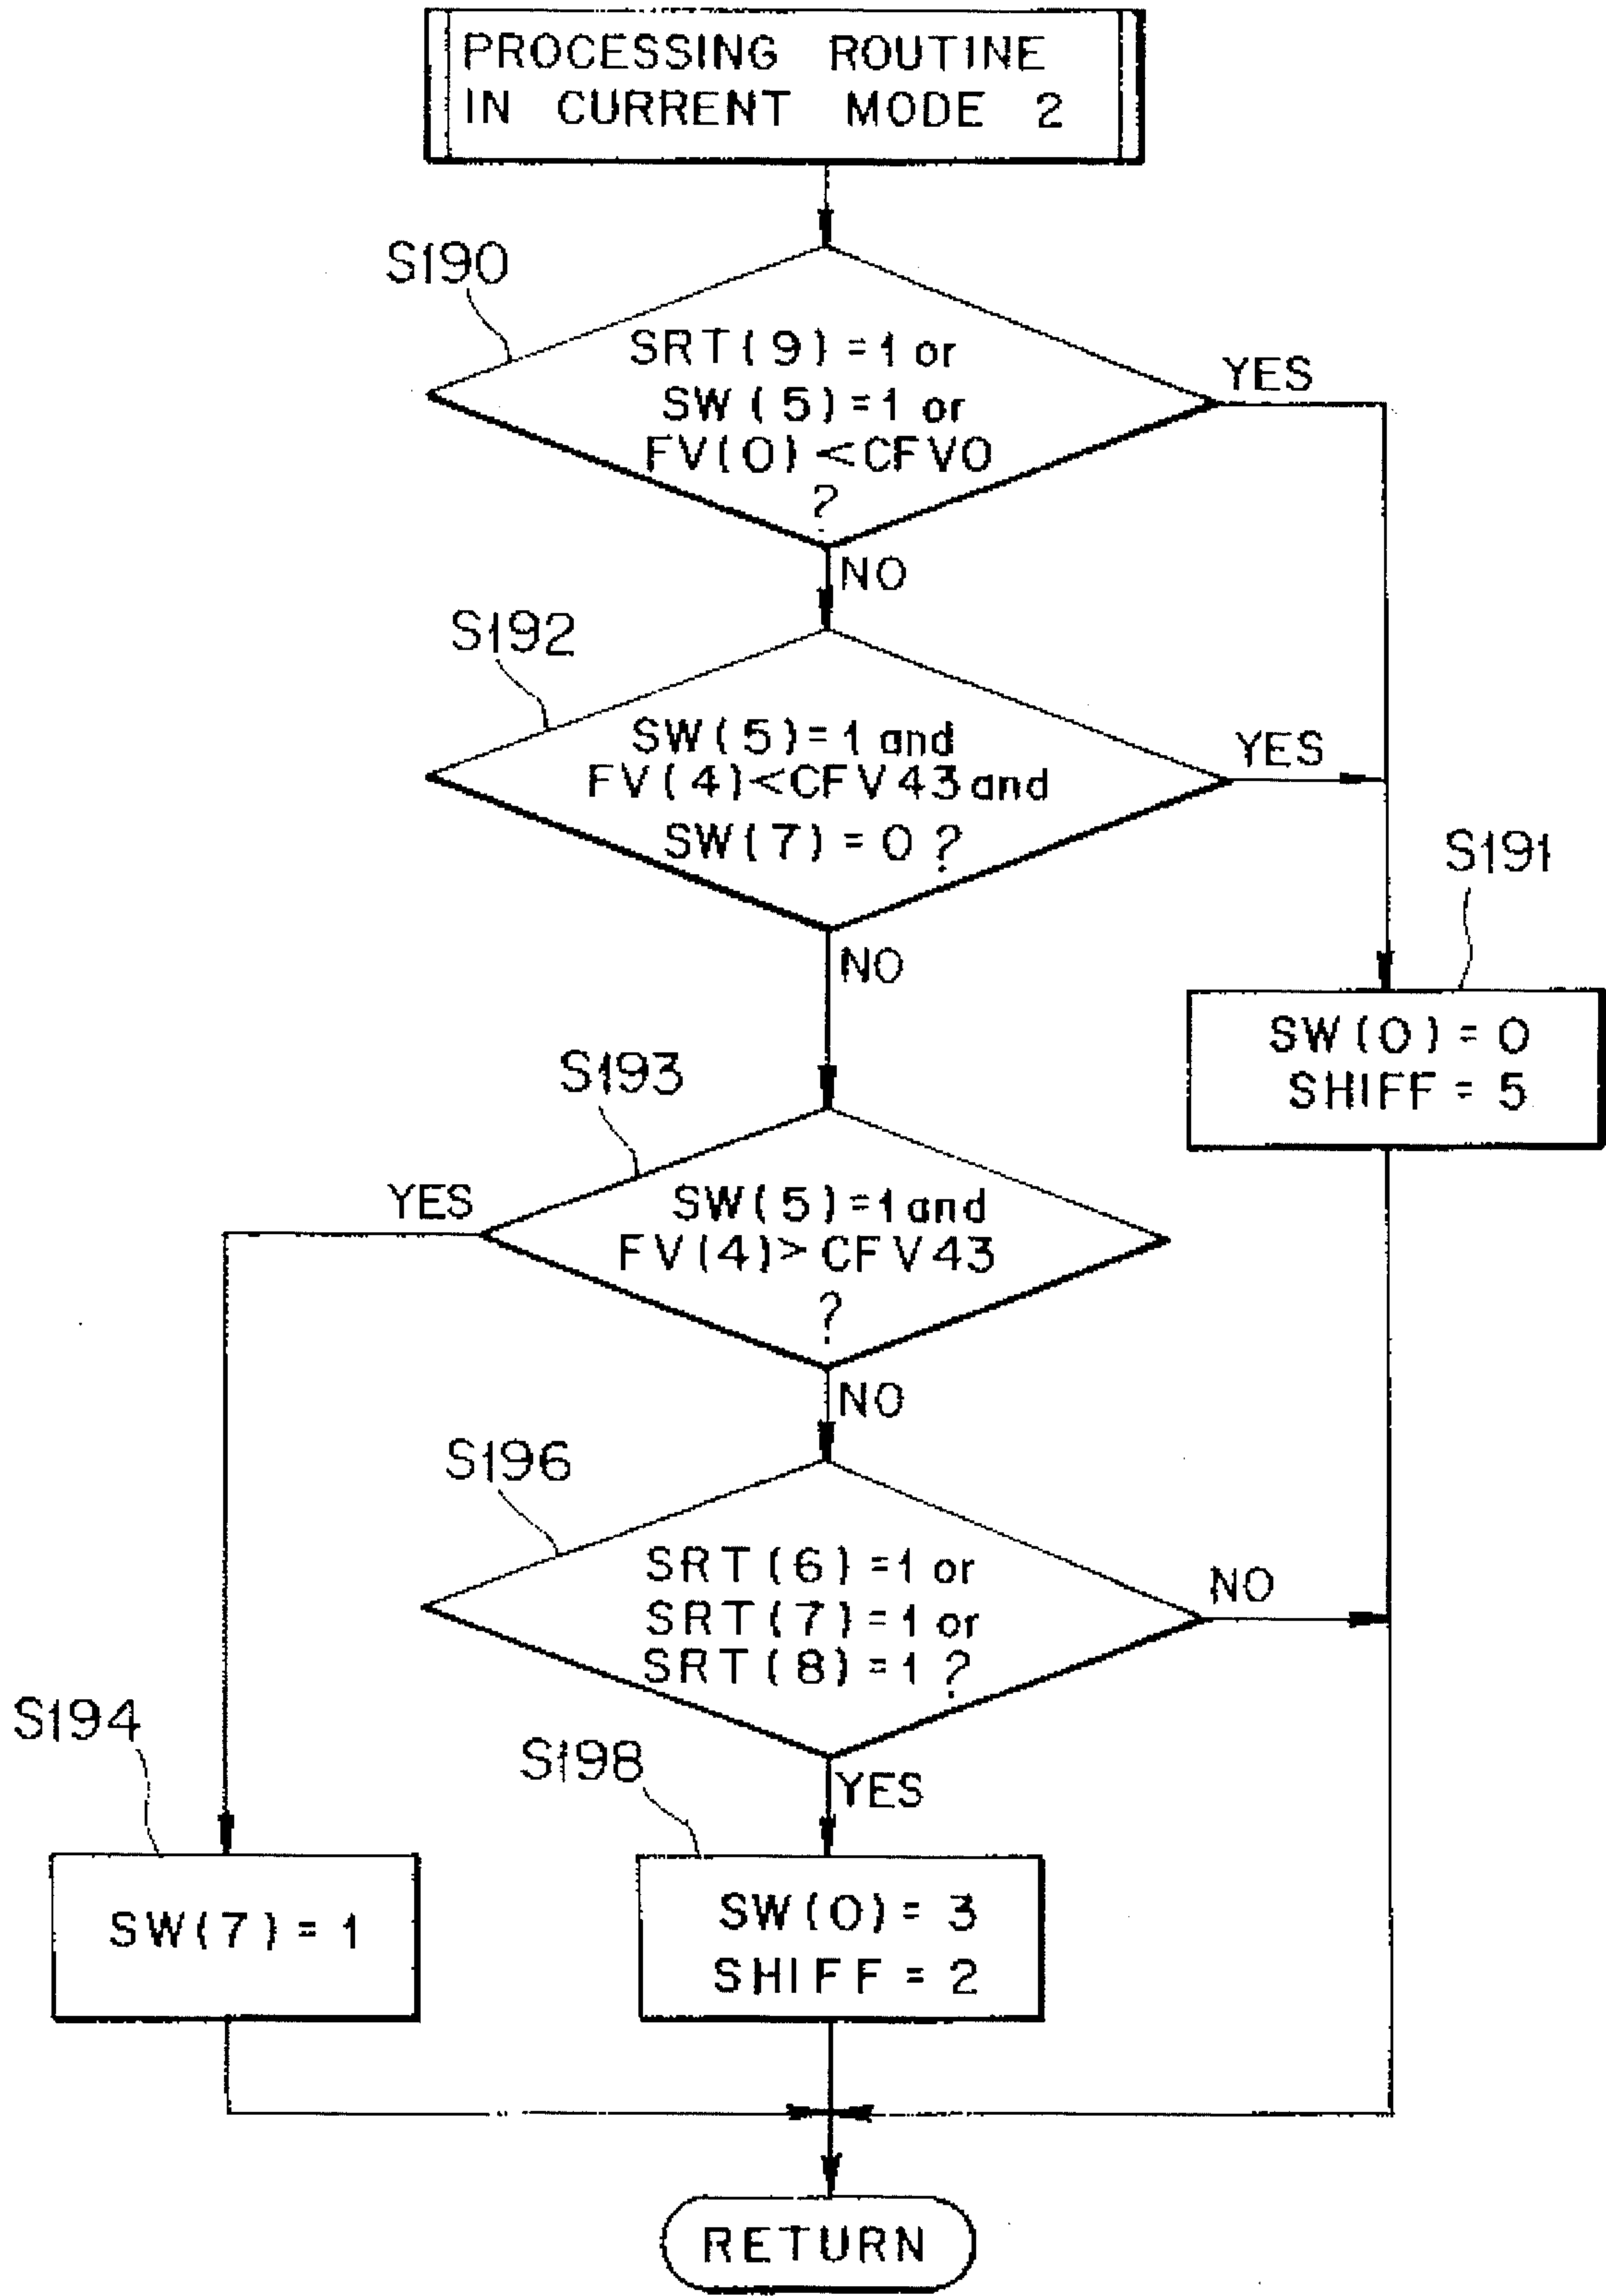 PROCESSING ROUTINE
IN CURRENT MODE 2
S190
SRT(9)=1 or
SW(5)=1 or
FV(0)<CFV0
?
YES
NO
S192
SW(5)=1 and
FV(4)<CFV43 and
SW(7)=0?
YES
NO
S191
SW(0)=0
SHIFF=5
S193
SW(5)=1 and
FV(4)>CFV43
?
YES
NO
S196
SRT(6)=1 or
SRT(7)=1 or
SRT(8)=1?
NO
YES
S194
SW(7)=1
S198
SW(0)=3
SHIFF=2
RETURN